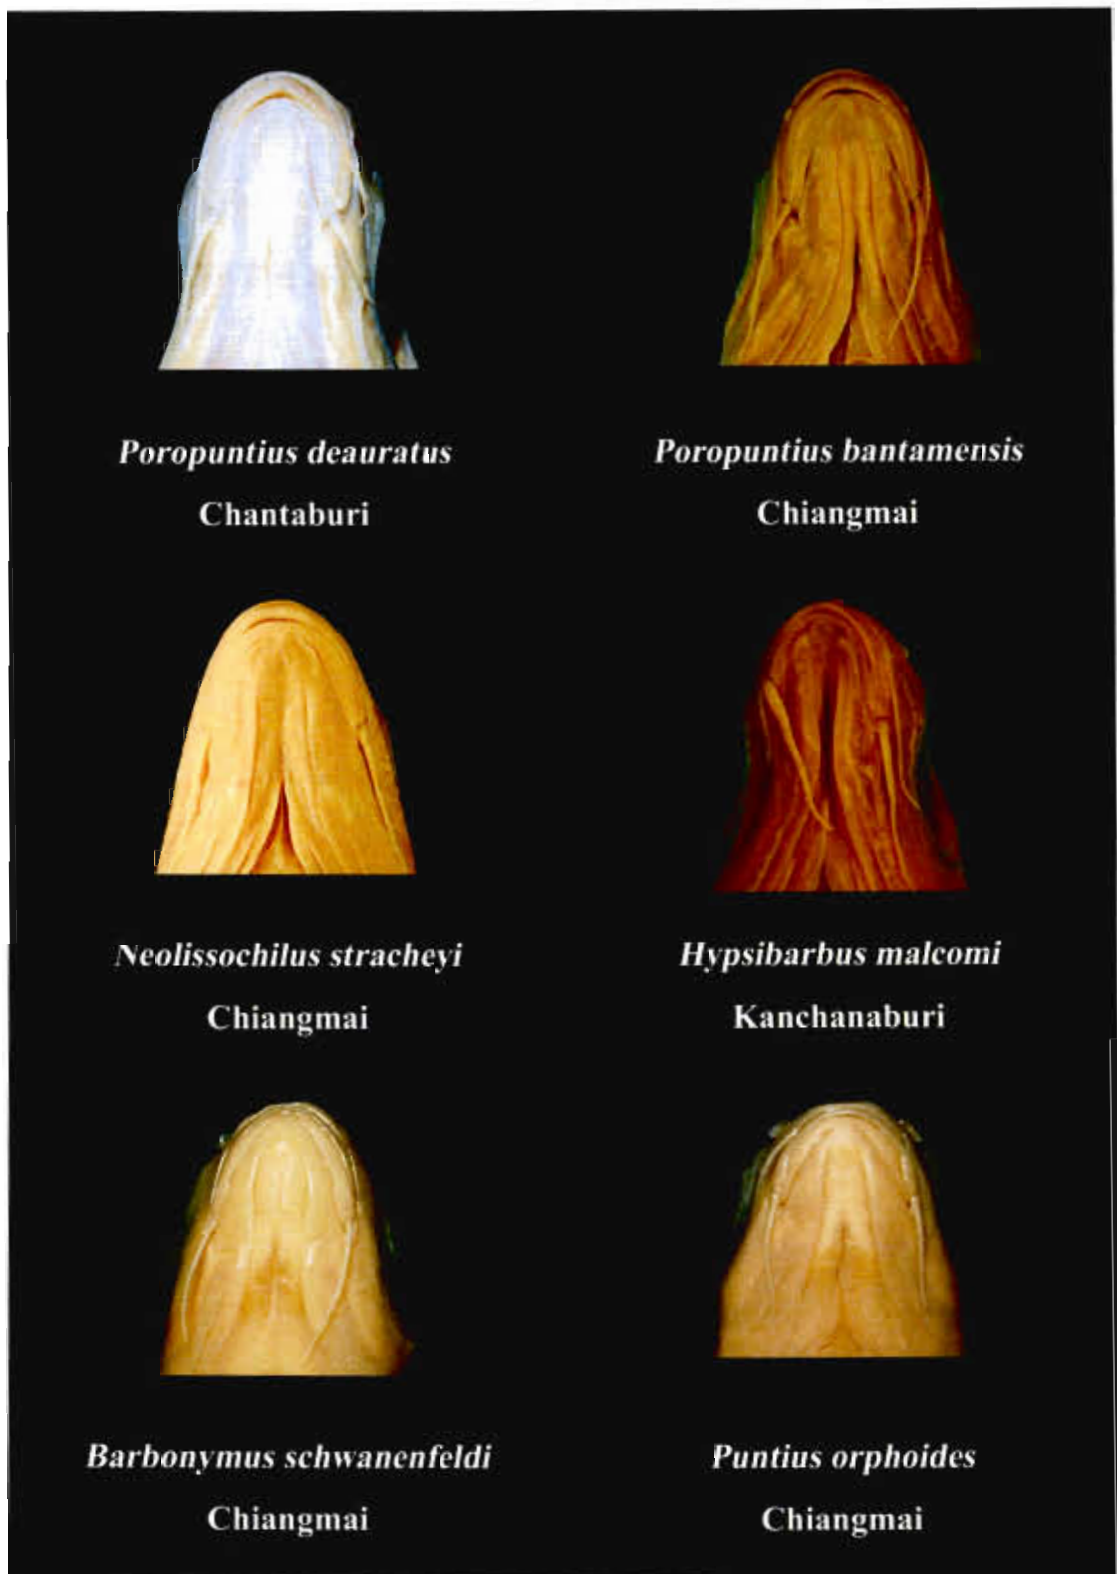 Poropuntius deauratus
Chantaburi
Poropuntius bantamensis
Chiangmai
Neolissochilus stracheyi
Chiangmai
Hypsibarbus malcomi
Kanchanaburi
Barbonymus schwanenfeldi
Chiangmai
Puntius orphoides
Chiangmai